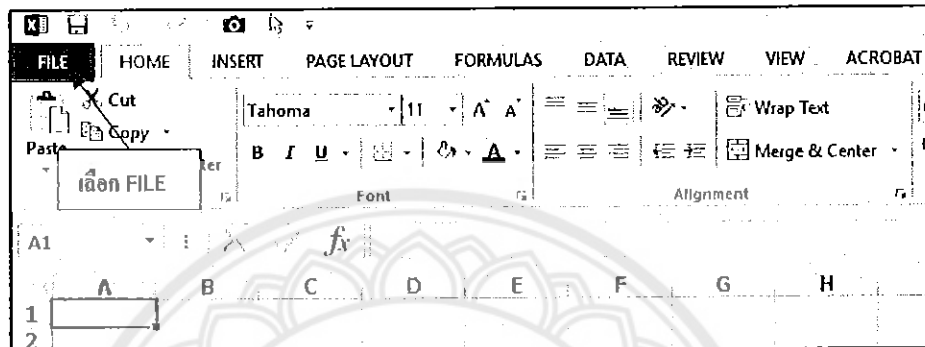 FILE HOME INSERT PAGE LAYOUT FORMULAS DATA REVIEW VIEW ACROBAT
Cut
Tahoma 11 A A
Wrap Text
Copy
Paste
B I U A
Merge & Center
เลือก FILE
ter
Font
Alignment
A1
fx
A B C D E F G H
1
2